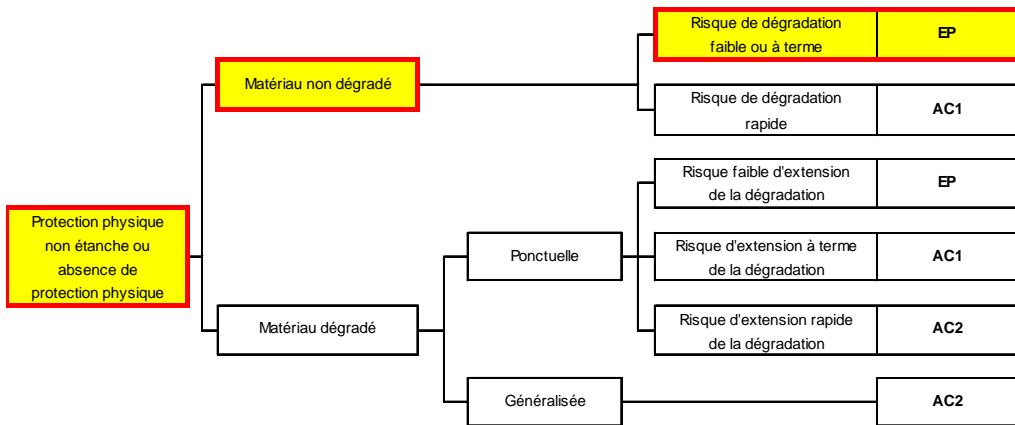 Risque de dégradation
faible ou à terme
EP
Matériau non dégradé
Risque de dégradation
rapide
AC1
Risque faible d'extension
de la dégradation
EP
Protection physique
non étanche ou
absence de
protection physique
Ponctuelle
Risque d'extension à terme
de la dégradation
AC1
Matériau dégradé
Risque d'extension rapide
de la dégradation
AC2
Généralisée
AC2